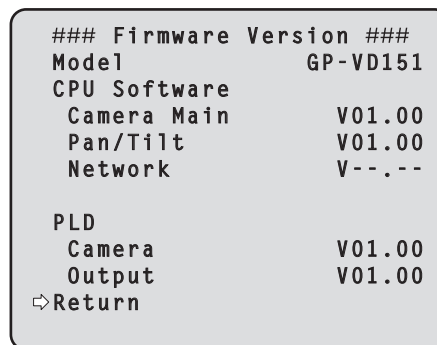 ### Firmware Version ###
Model GP-VD151
CPU Software
Camera Main V01.00
Pan/Tilt V01.00
Network V--.--
PLD
Camera V01.00
Output V01.00
⇨Return